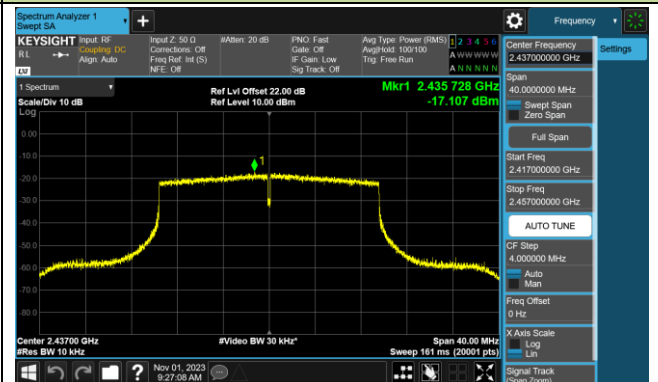 Spectrum Analyzer 1
Swept SA
Frequency
KEYSIGHT
RL
Input: RF
Coupling: DC
Align: Auto
Input Z: 50 Ω
Corrections: Off
Freq Ref: Int (S)
NFE: Off
#Atten: 20 dB
PNO: Fast
Gate: Off
IF Gain: Low
Sig Track: Off
Avg Type: Power (RMS)
Avg|Hold: 100/100
Trig: Free Run
1 2 3 4 5 6
A W W W W W
A N N N N N
LXI
1 Spectrum
Scale/Div 10 dB
Log
Ref Lvl Offset 22.00 dB
Ref Level 10.00 dBm
Mkr1 2.435 728 GHz
-17.107 dBm
1
0.00
-10.0
-20.0
-30.0
-40.0
-50.0
-60.0
-70.0
-80.0
Center 2.43700 GHz
#Res BW 10 kHz
#Video BW 30 kHz*
Span 40.00 MHz
Sweep 161 ms (20001 pts)
Center Frequency
2.437000000 GHz
Settings
Span
40.0000000 MHz
Swept Span
Zero Span
Full Span
Start Freq
2.417000000 GHz
Stop Freq
2.457000000 GHz
AUTO TUNE
CF Step
4.000000 MHz
Auto
Man
Freq Offset
0 Hz
X Axis Scale
Log
Lin
Signal Track
(Span Zoom)
?
Nov 01, 2023
9:27:08 AM